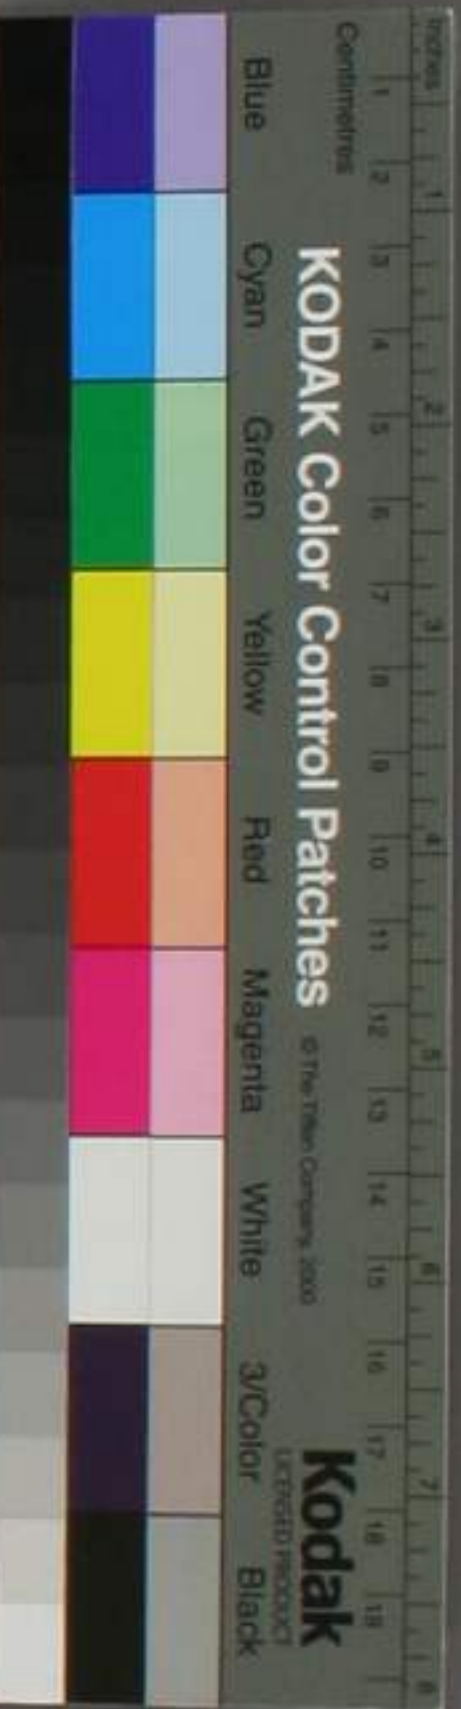 Inches 1 2 3 4 5 6 7 8
Centimetres 1 2 3 4 5 6 7 8 9 10 11 12 13 14 15 16 17 18 19
KODAK Color Control Patches © The Tiffen Company, 2000 Kodak
LICENSED PRODUCT
Blue Cyan Green Yellow Red Magenta White 3/Color Black